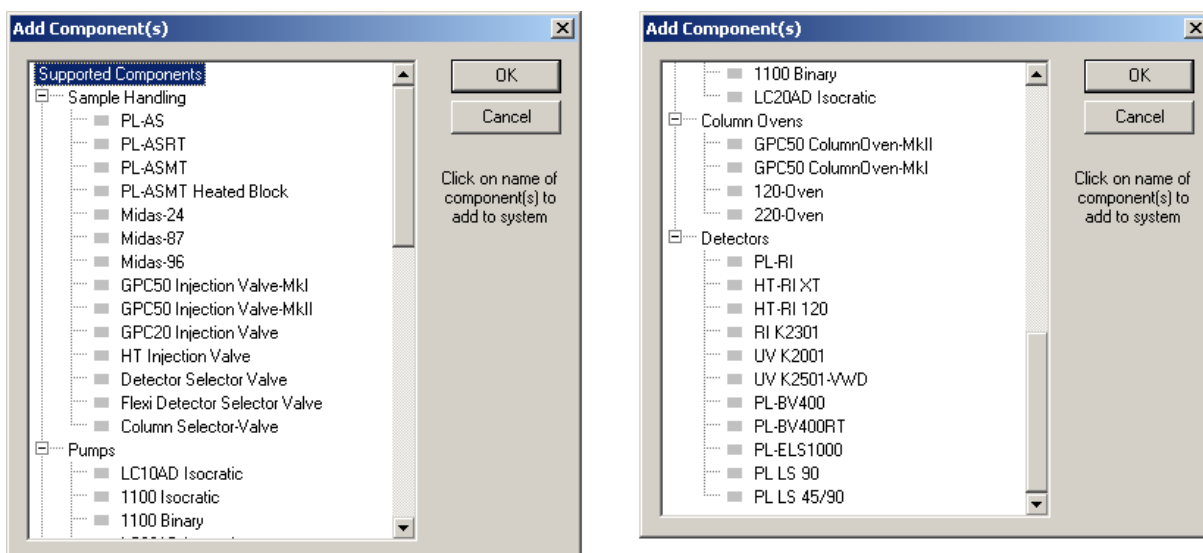 Add Component(s)
Supported Components
Sample Handling
PL-AS
PL-ASRT
PL-ASMT
PL-ASMT Heated Block
Midas-24
Midas-87
Midas-96
GPC50 Injection Valve-MkI
GPC50 Injection Valve-MkII
GPC20 Injection Valve
HT Injection Valve
Detector Selector Valve
Flexi Detector Selector Valve
Column Selector-Valve
Pumps
LC10AD Isocratic
1100 Isocratic
1100 Binary
OK
Cancel
Click on name of
component(s) to
add to system
Add Component(s)
1100 Binary
LC20AD Isocratic
Column Ovens
GPC50 ColumnOven-MkII
GPC50 ColumnOven-MkI
120-Oven
220-Oven
Detectors
PL-RI
HT-RI XT
HT-RI 120
RI K2301
UV K2001
UV K2501-VWD
PL-BV400
PL-BV400RT
PL-ELS1000
PL LS 90
PL LS 45/90
OK
Cancel
Click on name of
component(s) to
add to system